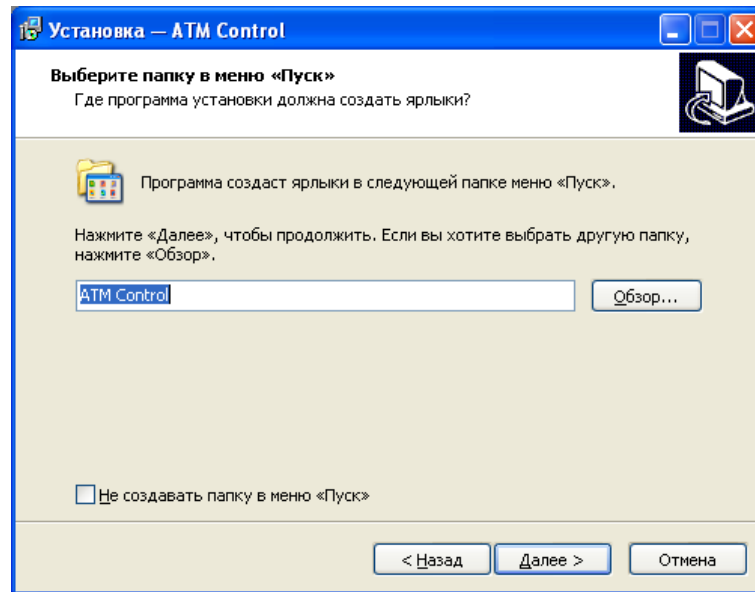 Установка — ATM Control
Выберите папку в меню «Пуск»
Где программа установки должна создать ярлыки?
Программа создаст ярлыки в следующей папке меню «Пуск».
Нажмите «Далее», чтобы продолжить. Если вы хотите выбрать другую папку,
нажмите «Обзор».
ATM Control
Обзор...
Не создавать папку в меню «Пуск»
< Назад
Далее >
Отмена